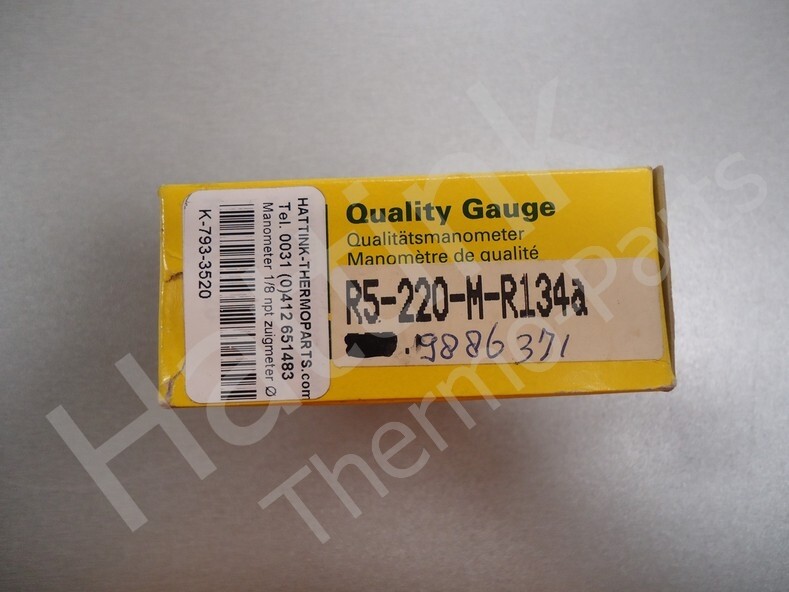 HATTINK-THERMOPARTS.com
Tel. 0031 (0)412 651483
Manometer 1/8 npt zuigmeter Ø
K-793-3520
Quality Gauge
Qualitätsmanometer
Manomètre de qualité
R5-220-M-R134a
.9886371
Hattink
Thermo-Parts